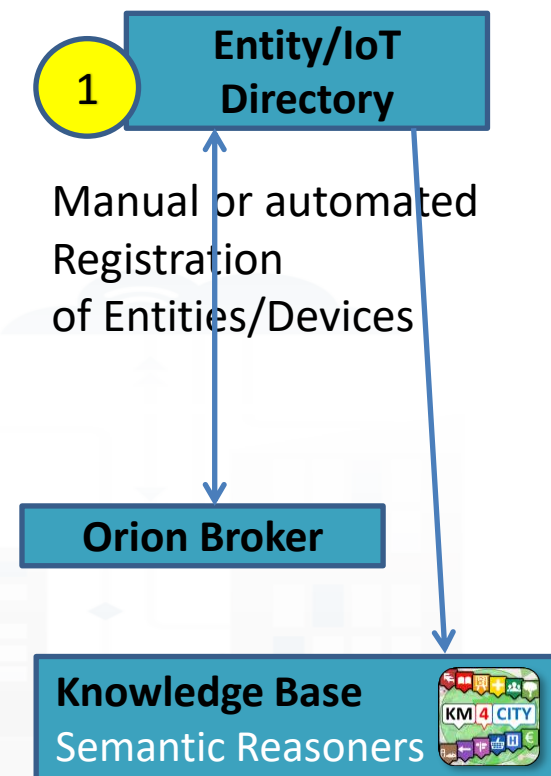 Entity/IoT
Directory
1
Manual or automated
Registration
of Entities/Devices
Orion Broker
Knowledge Base
Semantic Reasoners
KM 4 CITY